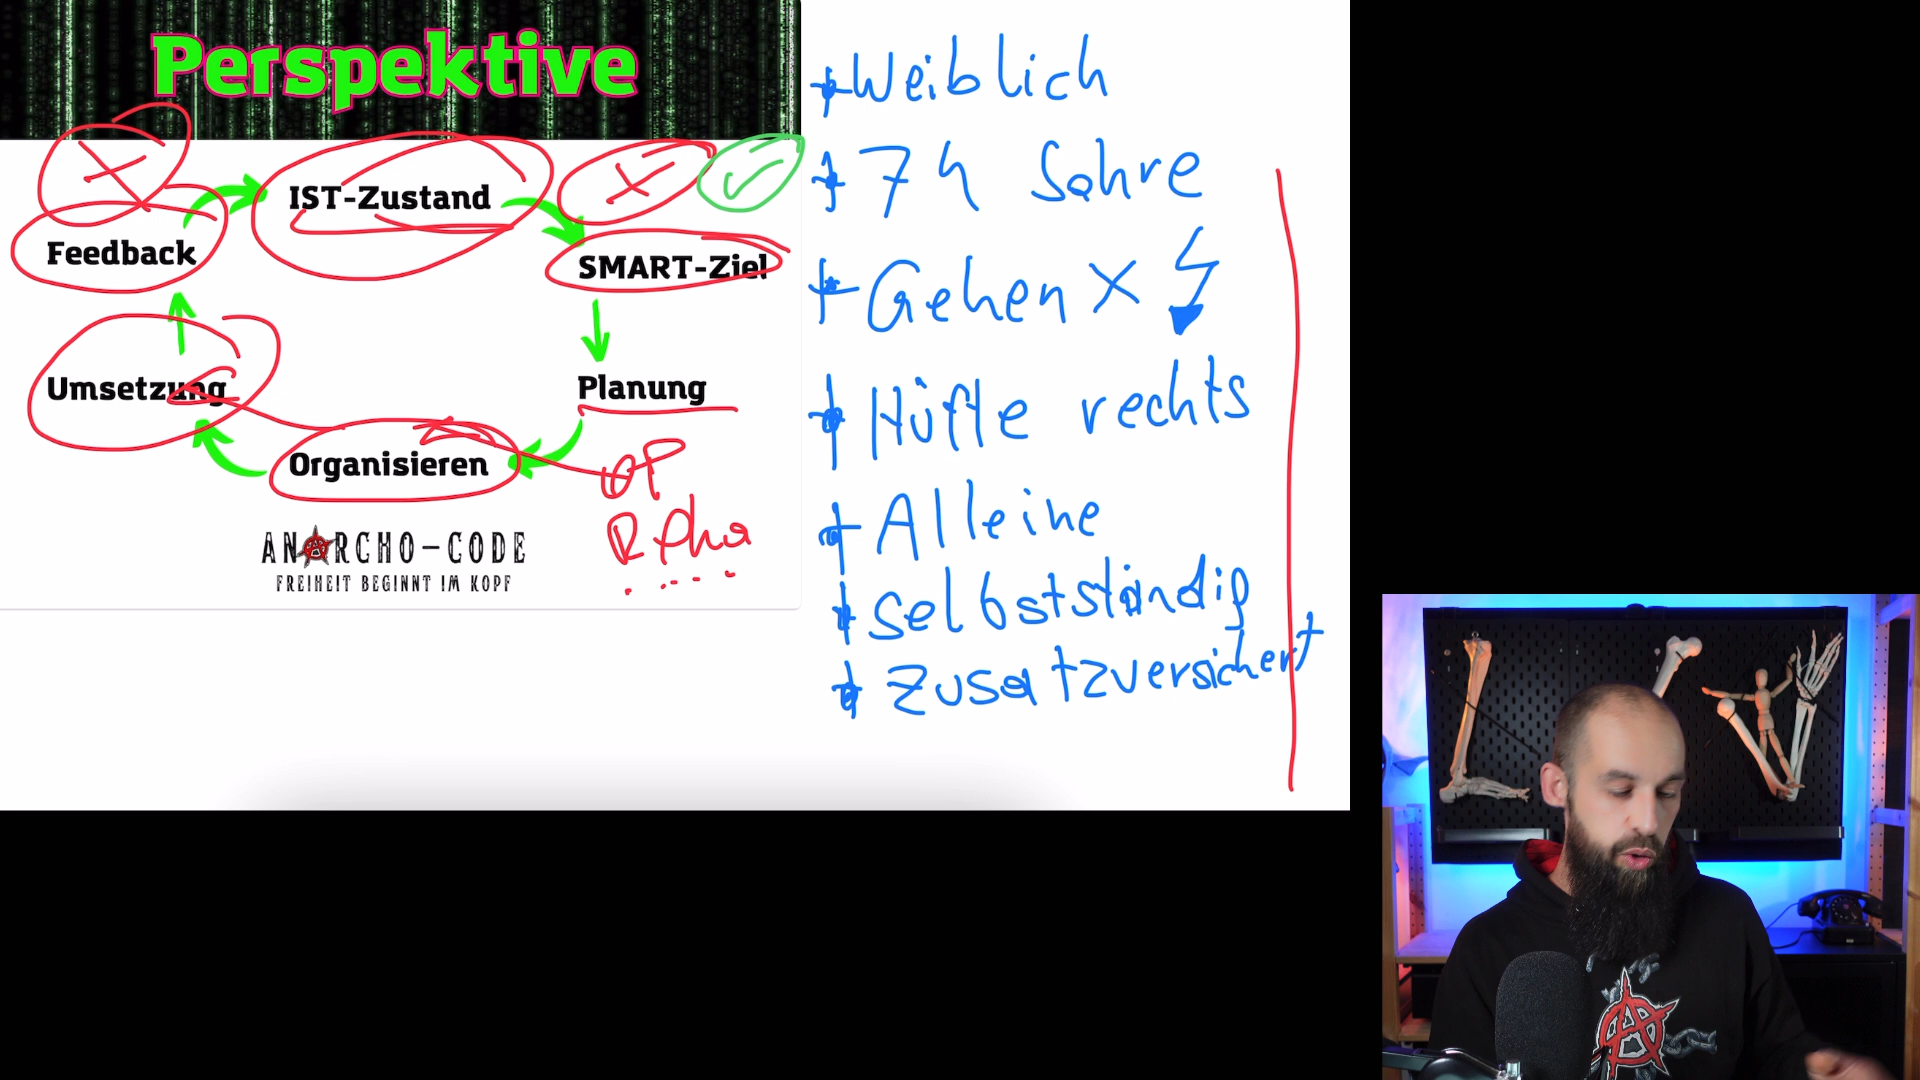 Perspektive
IST-Zustand
SMART-Ziel
Planung
Organisieren
Umsetzung
Feedback
OP
Reha
ANARCHO-CODE
FREIHEIT BEGINNT IM KOPF
Weiblich
74 Jahre
Gehen X
Hüfte rechts
Alleine
Selbstständig
Zusatzversichert